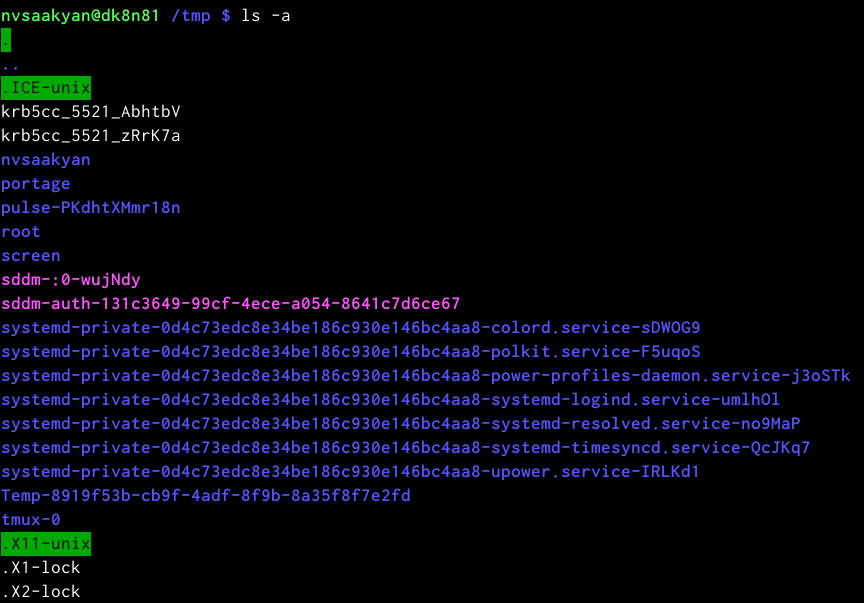 nvsaakyan@dk8n81 /tmp $ ls -a
.
..
.ICE-unix
krb5cc_5521_AbhtbV
krb5cc_5521_zRrK7a
nvsaakyan
portage
pulse-PKdhtXMmr18n
root
screen
sddm-:0-wujNdy
sddm-auth-131c3649-99cf-4ece-a054-8641c7d6ce67
systemd-private-0d4c73edc8e34be186c930e146bc4aa8-colord.service-sDWOG9
systemd-private-0d4c73edc8e34be186c930e146bc4aa8-polkit.service-F5uqoS
systemd-private-0d4c73edc8e34be186c930e146bc4aa8-power-profiles-daemon.service-j3oSTk
systemd-private-0d4c73edc8e34be186c930e146bc4aa8-systemd-logind.service-umlhOl
systemd-private-0d4c73edc8e34be186c930e146bc4aa8-systemd-resolved.service-no9MaP
systemd-private-0d4c73edc8e34be186c930e146bc4aa8-systemd-timesyncd.service-QcJKq7
systemd-private-0d4c73edc8e34be186c930e146bc4aa8-upower.service-IRLKd1
Temp-8919f53b-cb9f-4adf-8f9b-8a35f8f7e2fd
tmux-0
.X11-unix
.X1-lock
.X2-lock